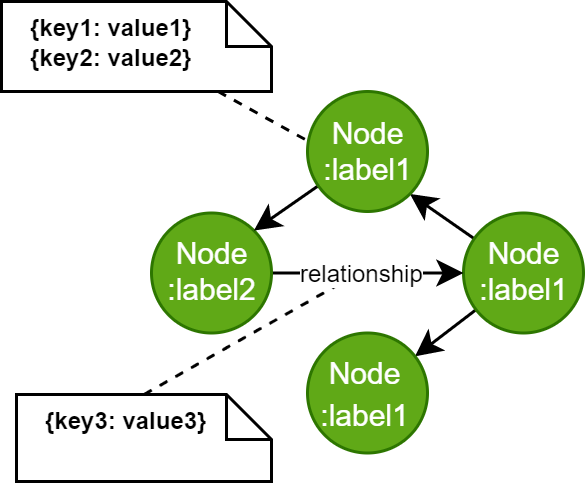 {key1: value1}
{key2: value2}
Node
:label1
Node
:label2
relationship
Node
:label1
Node
:label1
{key3: value3}